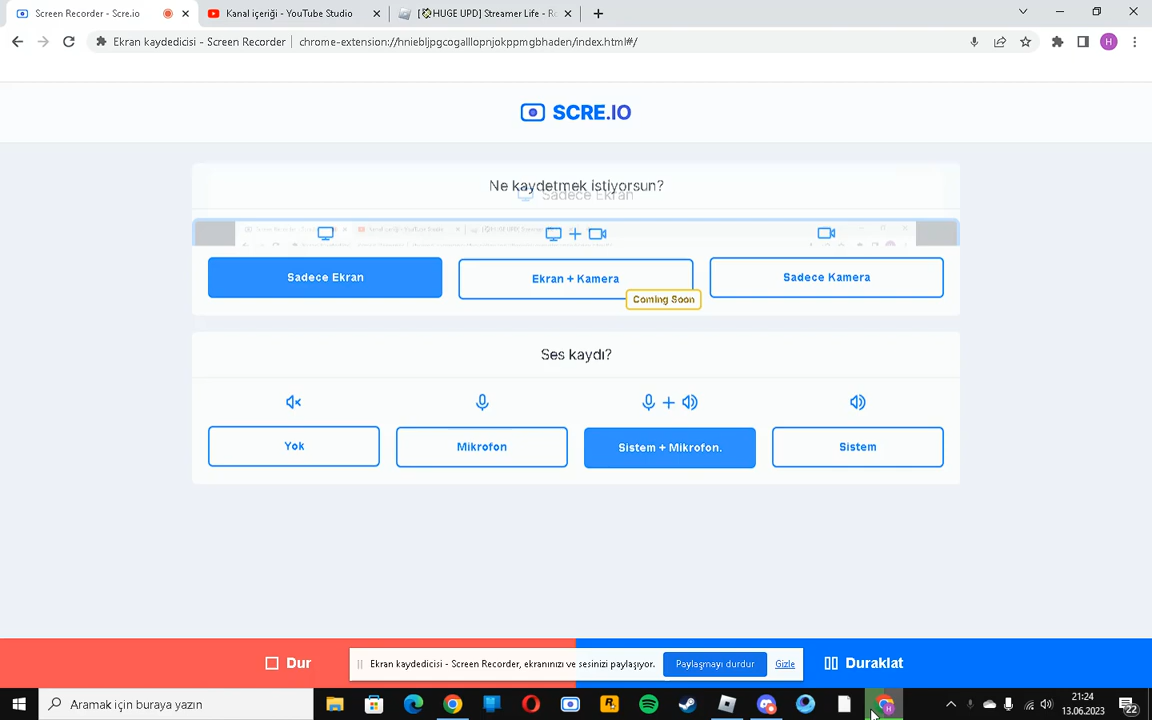 Screen Recorder - Scre.io
Kanal içeriği - YouTube Studio
[HUGE UPD] Streamer Life - Ro
Ekran kaydedicisi - Screen Recorder
chrome-extension://hniebljpgcogalllopnjokppmgbhaden/index.html#/
H
SCRE.IO
Ne kaydetmek istiyorsun?
Sadece Ekran
Sadece Ekran
Ekran + Kamera
Sadece Kamera
Coming Soon
Ses kaydı?
Yok
Mikrofon
Sistem + Mikrofon.
Sistem
Dur
Ekran kaydedicisi - Screen Recorder, ekranınızı ve sesinizi paylaşıyor.
Paylaşmayı durdur
Gizle
Duraklat
Aramak için buraya yazın
21:24
13.06.2023
22